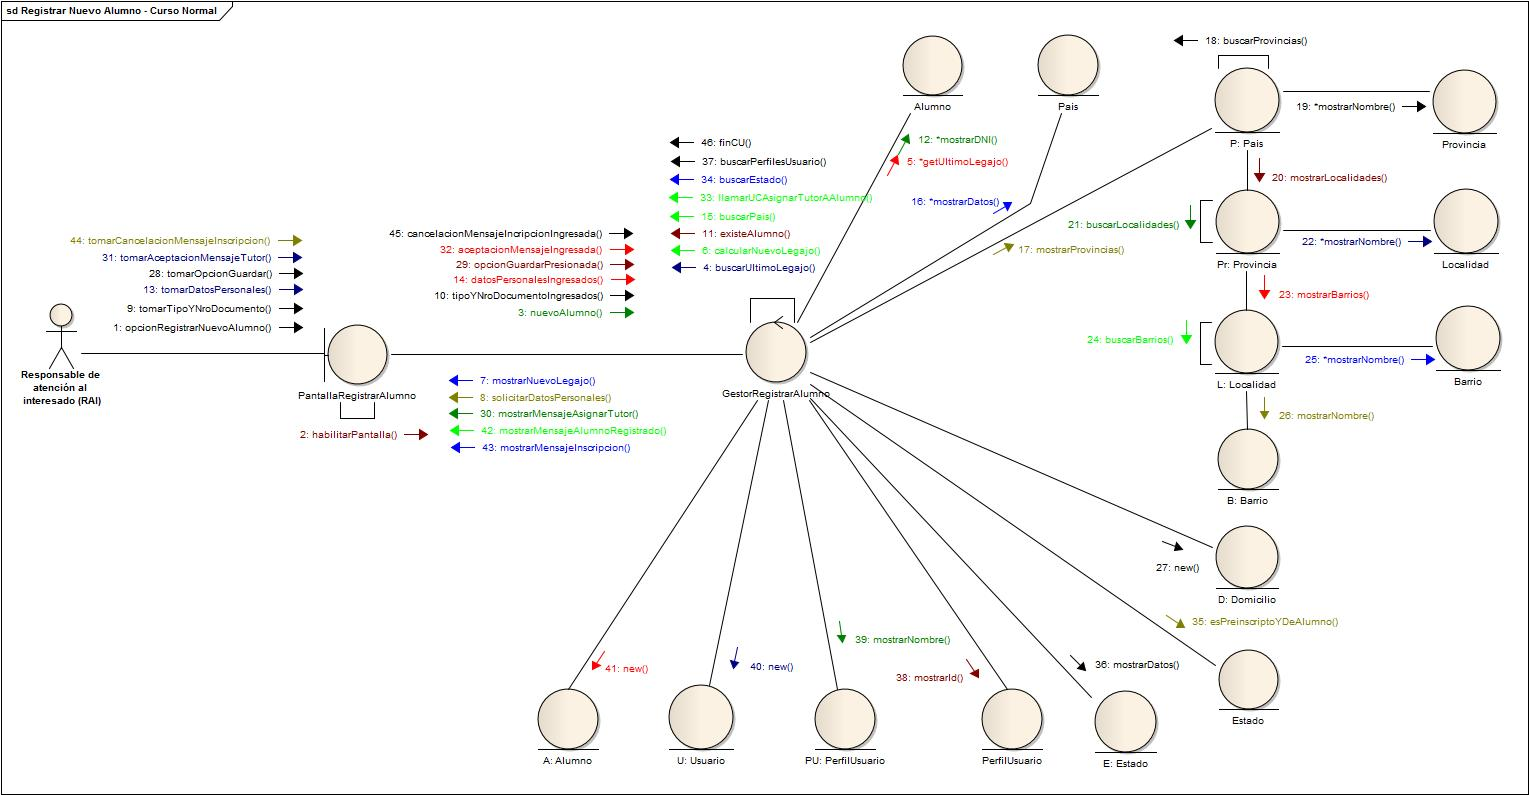 sd Registrar Nuevo Alumno - Curso Normal
18: buscarProvincias()
Alumno
Pais
19: *mostrarNombre()
P: Pais
Provincia
46: finCU()
12: *mostrarDNI()
37: buscarPerfilesUsuario()
5: *getUltimoLegajo()
34: buscarEstado()
20: mostrarLocalidades()
33: llamarUCAsignarTutorAAlumno()
16: *mostrarDatos()
15: buscarPais()
21: buscarLocalidades()
44: tomarCancelacionMensajeInscripcion()
45: cancelacionMensajeIncripcionIngresada()
11: existeAlumno()
22: *mostrarNombre()
32: aceptacionMensajeIngresada()
6: calcularNuevoLegajo()
17: mostrarProvincias()
31: tomarAceptacionMensajeTutor()
29: opcionGuardarPresionada()
4: buscarUltimoLegajo()
Pr: Provincia
Localidad
28: tomarOpcionGuardar()
14: datosPersonalesIngresados()
13: tomarDatosPersonales()
10: tipoYNroDocumentoIngresados()
23: mostrarBarrios()
9: tomarTipoYNroDocumento()
3: nuevoAlumno()
1: opcionRegistrarNuevoAlumno()
24: buscarBarrios()
25: *mostrarNombre()
Responsable de
atención al
interesado (RAI)
7: mostrarNuevoLegajo()
L: Localidad
Barrio
PantallaRegistrarAlumno
8: solicitarDatosPersonales()
GestorRegistrarAlumno
30: mostrarMensajeAsignarTutor()
26: mostrarNombre()
2: habilitarPantalla()
42: mostrarMensajeAlumnoRegistrado()
43: mostrarMensajeInscripcion()
B: Barrio
27: new()
D: Domicilio
35: esPreinscriptoYDeAlumno()
39: mostrarNombre()
41: new()
40: new()
36: mostrarDatos()
38: mostrarId()
Estado
A: Alumno
U: Usuario
PU: PerfilUsuario
PerfilUsuario
E: Estado